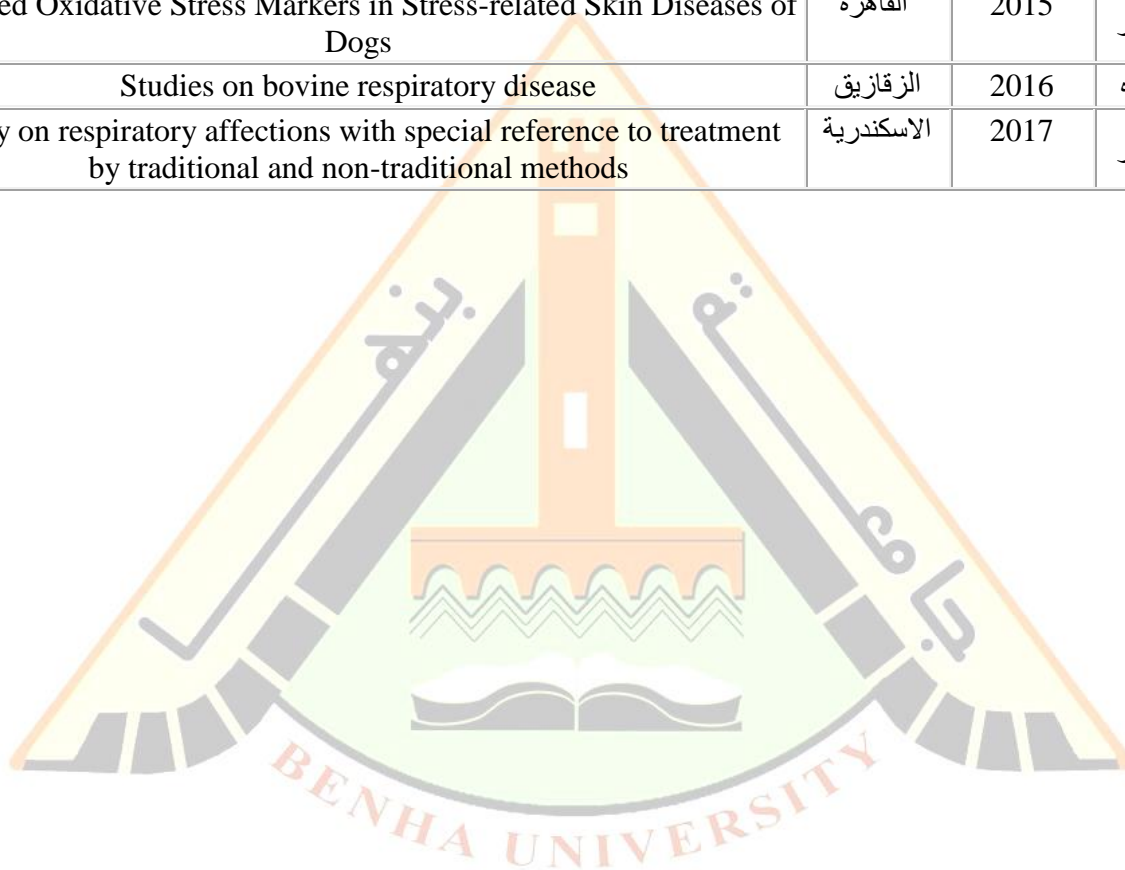 ed Oxidative Stress Markers in Stress-related Skin Diseases of القاهرة 2015
Dogs
Studies on bovine respiratory disease الزقازيق 2016
y on respiratory affections with special reference to treatment الاسكندرية 2017
by traditional and non-traditional methods
جامعة
بنها
BENHA UNIVERSITY